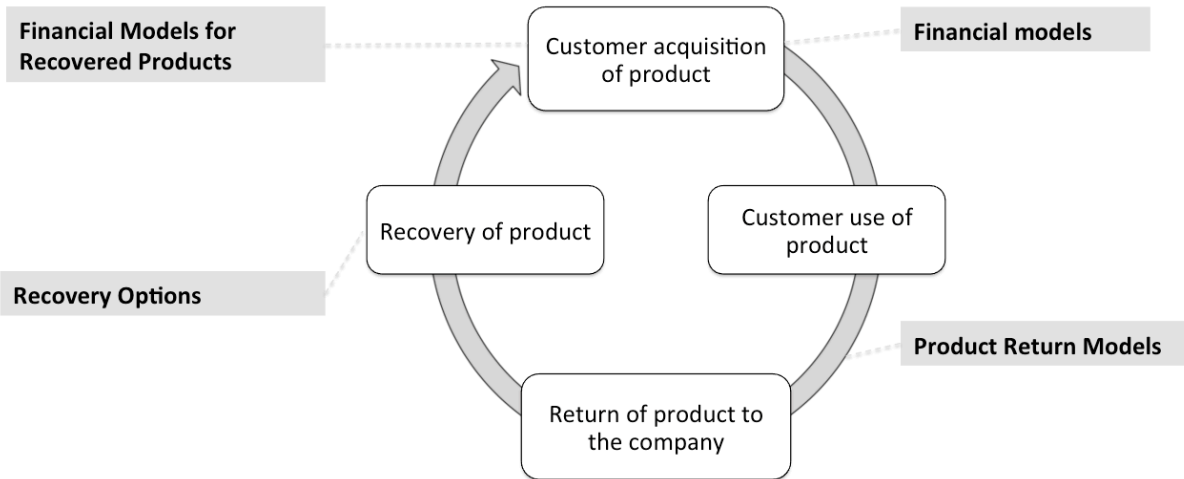 Financial Models for
Recovered Products
Customer acquisition
of product
Financial models
Recovery of product
Customer use of
product
Recovery Options
Product Return Models
Return of product to
the company